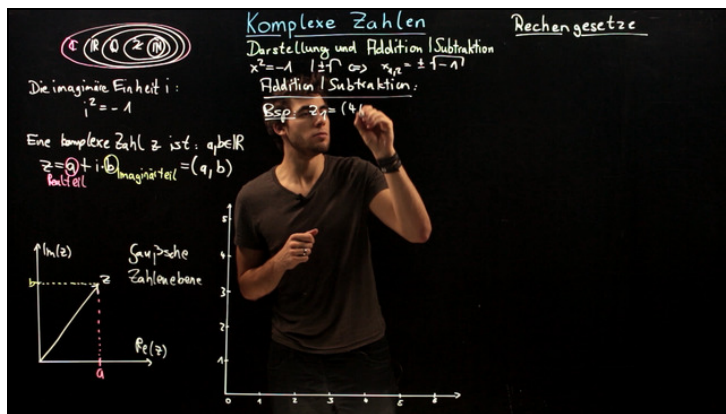 ℂ ℝ ℚ ℤ ℕ
Die imaginäre Einheit i:
i² = -1
Eine komplexe Zahl z ist: a,b∈ℝ
z = a + i·b = (a, b)
Realteil Imaginärteil
Im(z)
Gaußsche
Zahlenebene
b
z
Re(z)
a
Komplexe Zahlen
Darstellung und Addition | Subtraktion
x² = -1 | ±√ ⇔ x₁,₂ = ± √-1
Addition | Subtraktion:
Bsp. z₁ = (4
5
4
3
2
1
0 1 2 3 4 5 6
Rechengesetze